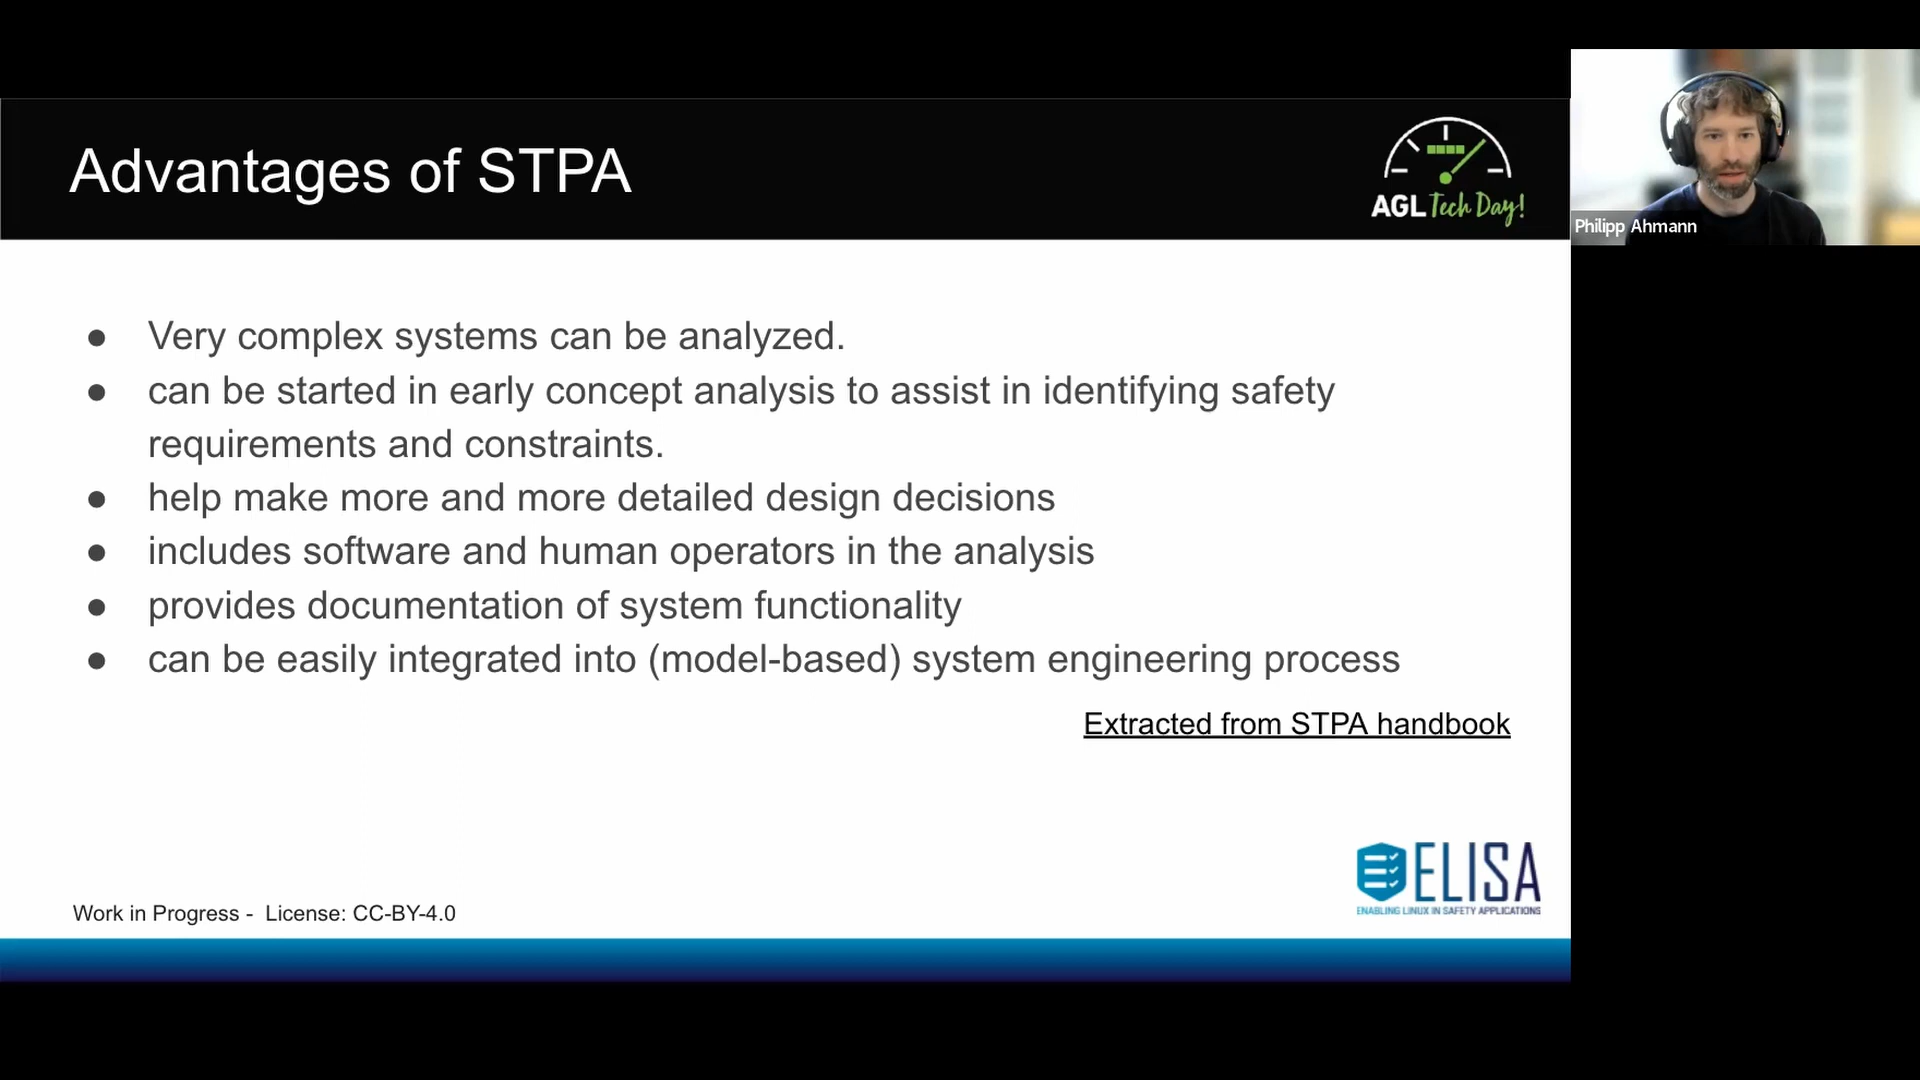 Advantages of STPA
AGL Tech Day!
Philipp Ahmann
● Very complex systems can be analyzed.
● can be started in early concept analysis to assist in identifying safety
requirements and constraints.
● help make more and more detailed design decisions
● includes software and human operators in the analysis
● provides documentation of system functionality
● can be easily integrated into (model-based) system engineering process
Extracted from STPA handbook
ELISA
ENABLING LINUX IN SAFETY APPLICATIONS
Work in Progress - License: CC-BY-4.0